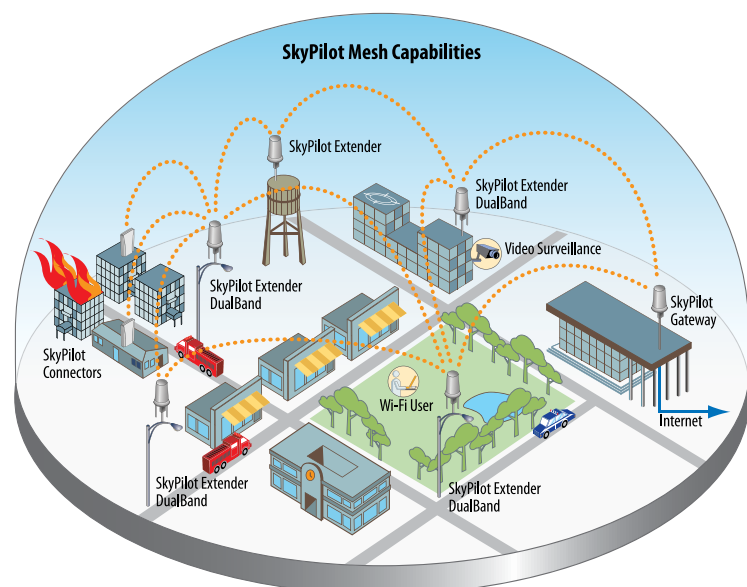 SkyPilot Mesh Capabilities
SkyPilot Extender
SkyPilot Extender
DualBand
Video Surveillance
SkyPilot Extender
DualBand
SkyPilot
Gateway
SkyPilot
Connectors
Wi-Fi User
Internet
SkyPilot Extender
DualBand
SkyPilot Extender
DualBand